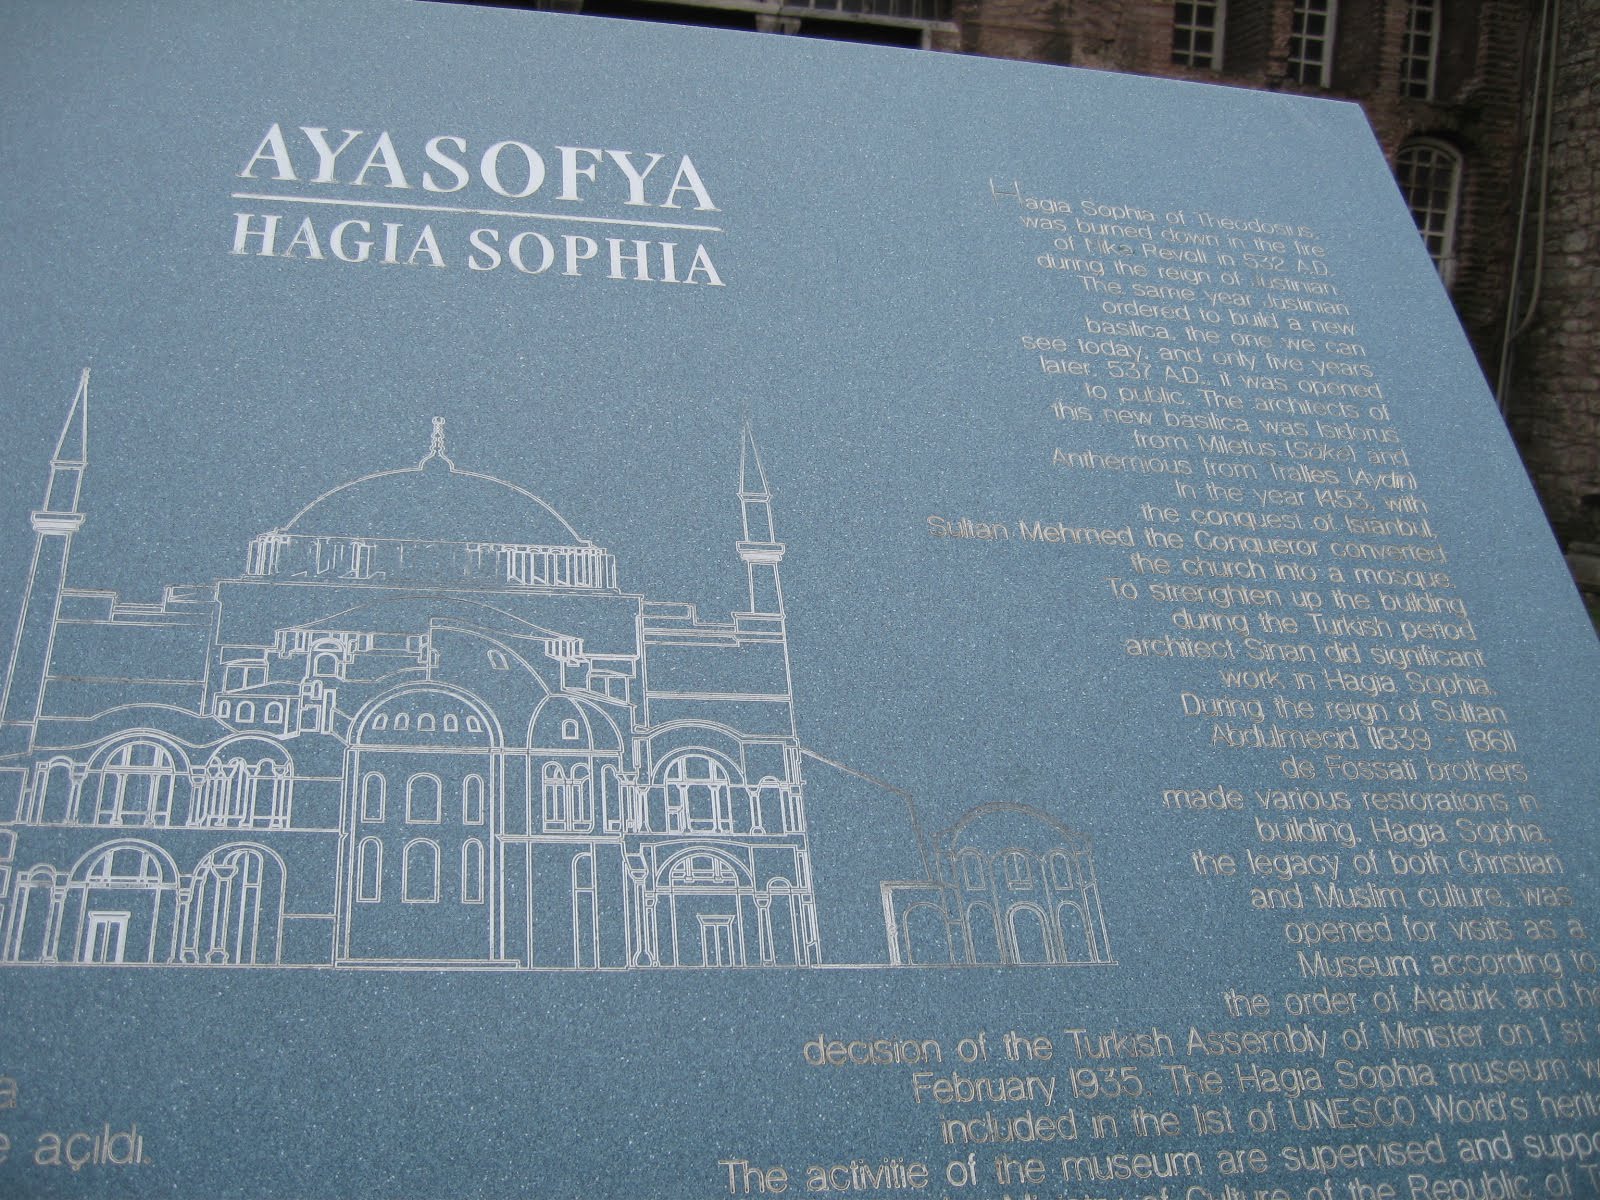 AYASOFYA
HAGIA SOPHIA
Hagia Sophia of Theodosius,
was burned down in the fire
of Nika Revolt in 532 A.D.
during the reign of Justinian
The same year Justinian
ordered to build a new
basilica, the one we can
see today, and only five years
later, 537 A.D., it was opened
to public. The architects of
this new basilica was Isidorus
from Miletus (Söke) and
Anthemious from Tralles (Aydın)
In the year 1453, with
the conquest of Istanbul,
Sultan Mehmed the Conqueror converted
the church into a mosque.
To strenghten up the building
during the Turkish period
architect Sinan did significant
work in Hagia Sophia.
During the reign of Sultan
Abdulmecid (1839 - 1861)
de Fossati brothers
made various restorations in
building. Hagia Sophia,
the legacy of both Christian
and Muslim culture, was
opened for visits as a
Museum according to
the order of Atatürk and
decision of the Turkish Assembly of Minister on 1 st
February 1935. The Hagia Sophia museum
included in the list of UNESCO World's
The activitie of the museum are supervised and
of Culture of the Republic of
açıldı.